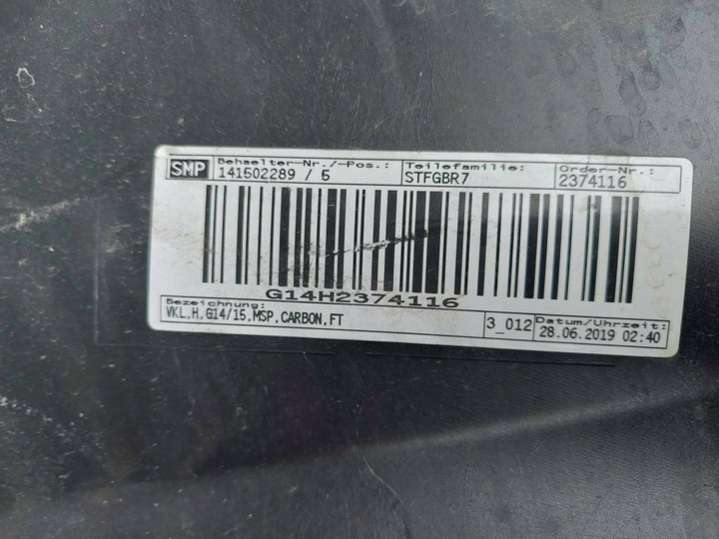 SMP
Behaelter-Nr./-Pos.:
141502289 / 5
Teilefamilie:
STFGBR7
Order-Nr.:
2374116
G14H2374116
Bezeichnung:
VKL.H.G14/15.MSP.CARBON.FT
3_012
Datum/Uhrzeit:
28.06.2019 02:40